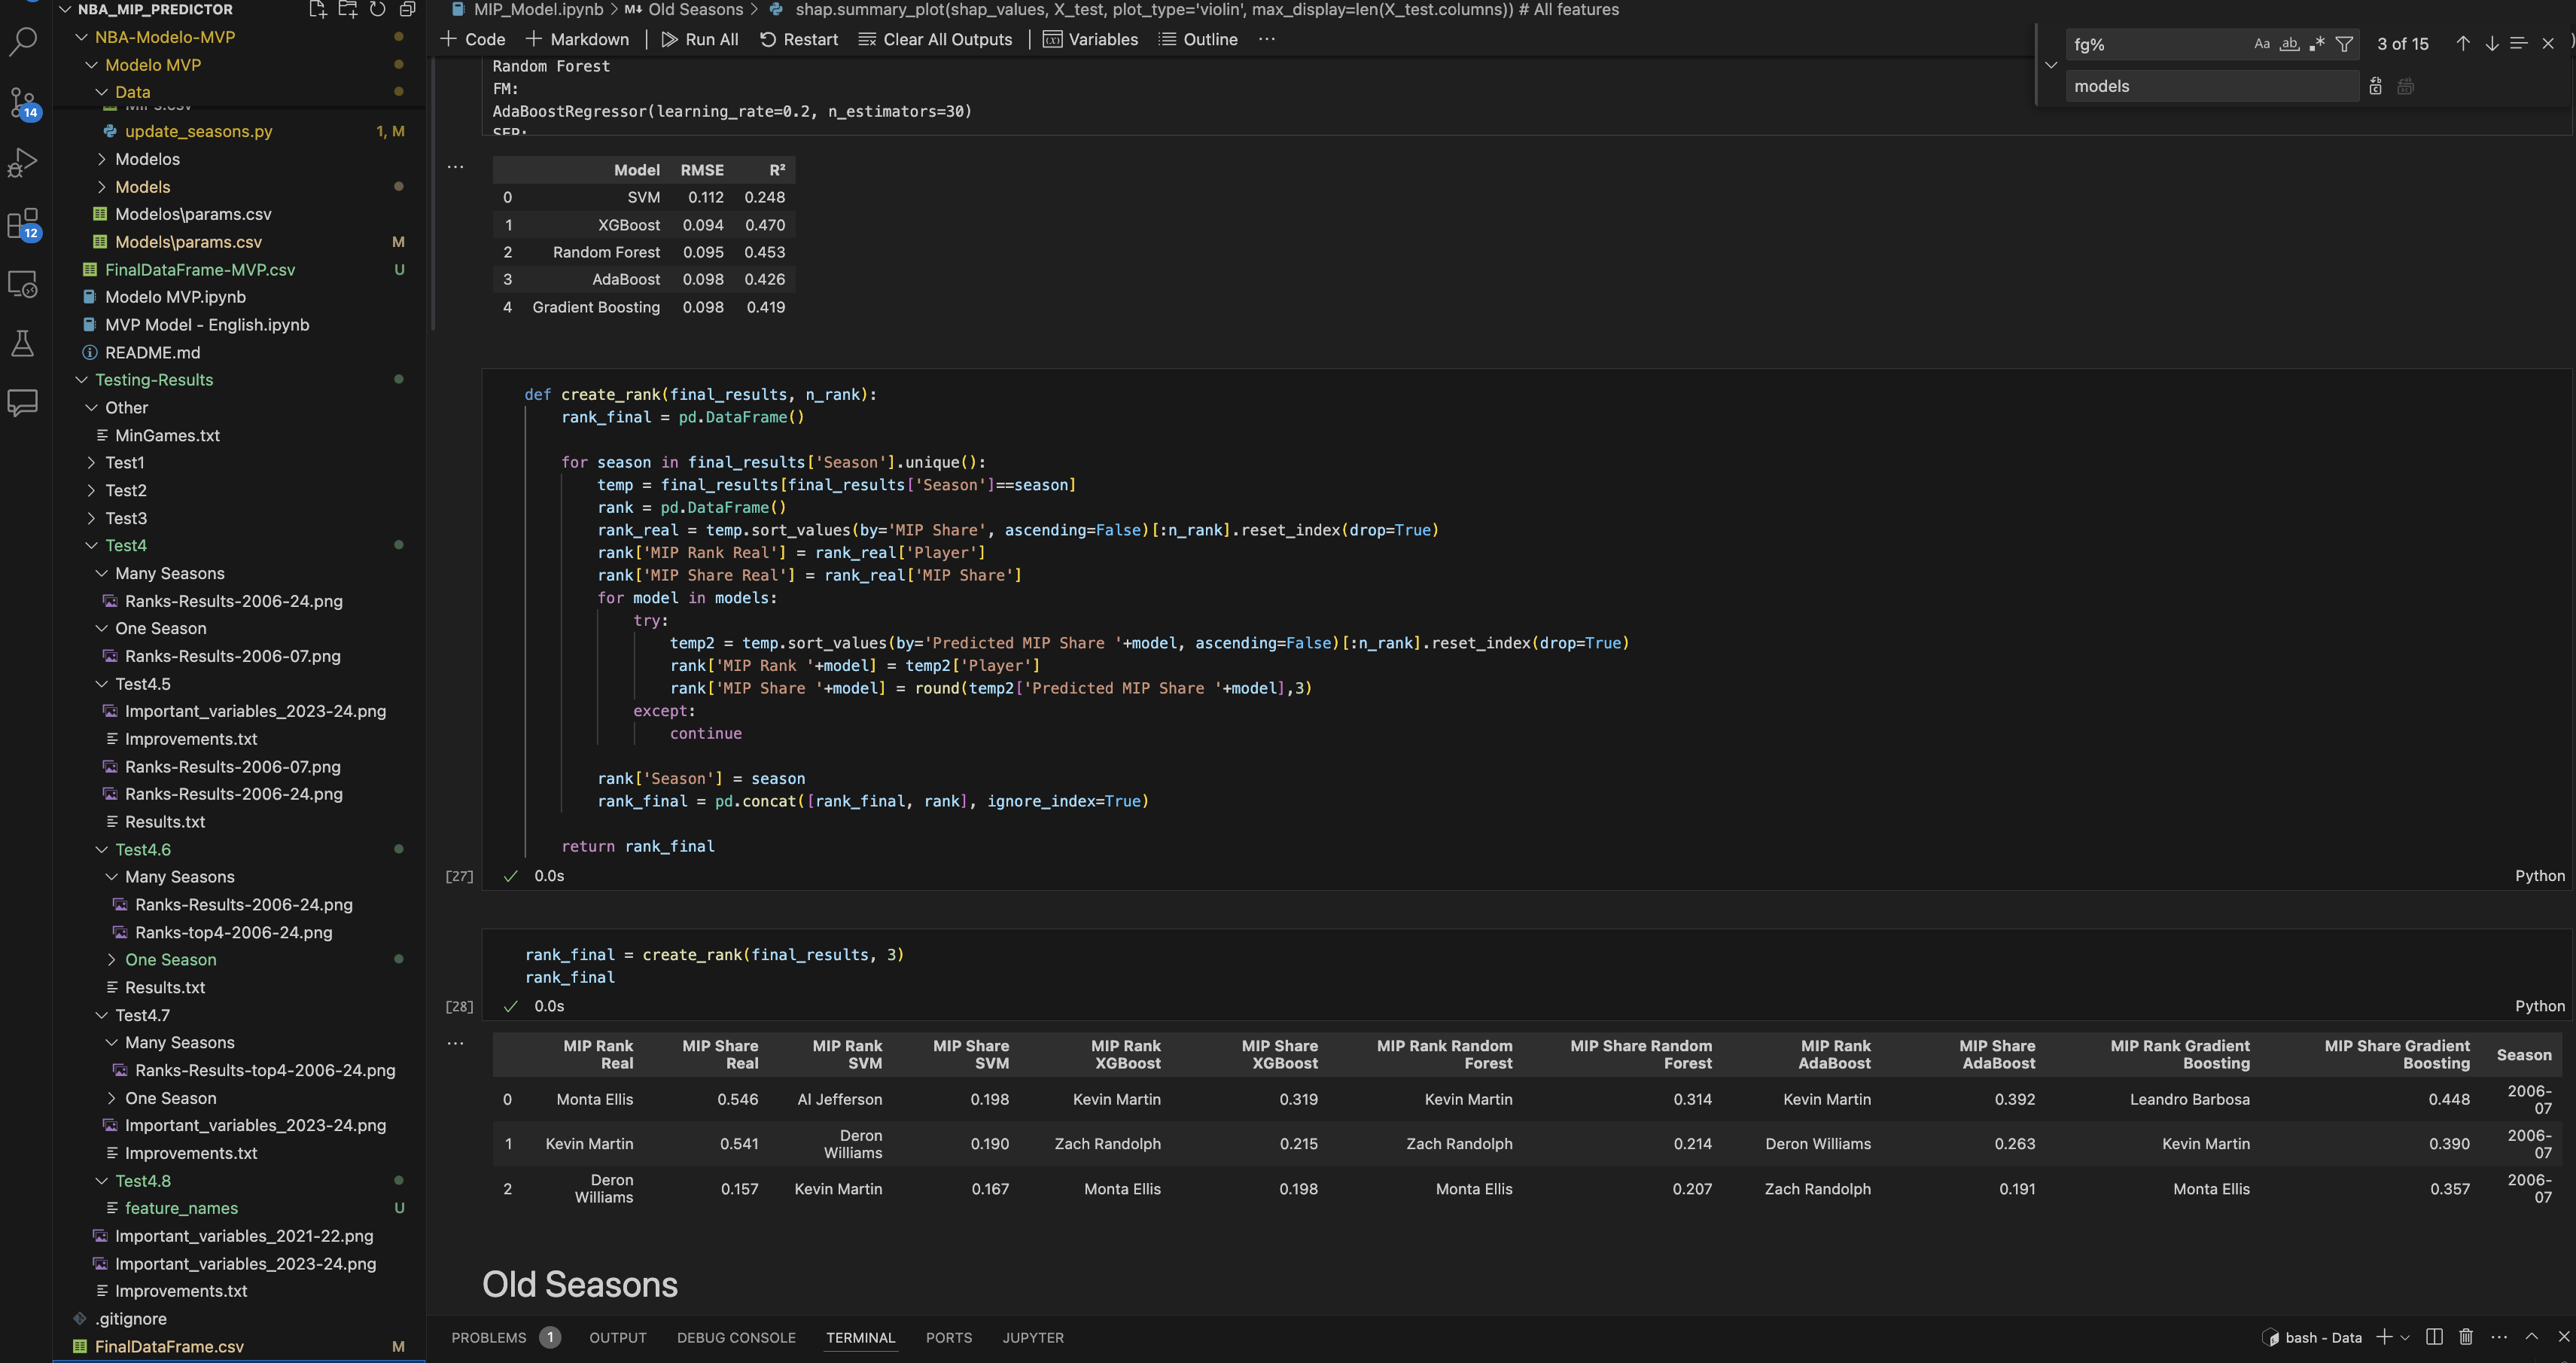 NBA_MIP_PREDICTOR
NBA-Modelo-MVP
Modelo MVP
Data
update_seasons.py 1, M
Modelos
Models
Modelos\params.csv
Models\params.csv M
FinalDataFrame-MVP.csv U
Modelo MVP.ipynb
MVP Model - English.ipynb
README.md
Testing-Results
Other
MinGames.txt
Test1
Test2
Test3
Test4
Many Seasons
Ranks-Results-2006-24.png
One Season
Ranks-Results-2006-07.png
Test4.5
Important_variables_2023-24.png
Improvements.txt
Ranks-Results-2006-07.png
Ranks-Results-2006-24.png
Results.txt
Test4.6
Many Seasons
Ranks-Results-2006-24.png
Ranks-top4-2006-24.png
One Season
Results.txt
Test4.7
Many Seasons
Ranks-Results-top4-2006-24.png
One Season
Important_variables_2023-24.png
Improvements.txt
Test4.8
feature_names U
Important_variables_2021-22.png
Important_variables_2023-24.png
Improvements.txt
.gitignore
FinalDataFrame.csv M
14
12
MIP_Model.ipynb > M↓ Old Seasons > shap.summary_plot(shap_values, X_test, plot_type='violin', max_display=len(X_test.columns)) # All features
+ Code + Markdown | Run All Restart Clear All Outputs | Variables Outline ...
fg% Aa ab .* 3 of 15
models
Random Forest
FM:
AdaBoostRegressor(learning_rate=0.2, n_estimators=30)
SEP:
Model RMSE R²
0 SVM 0.112 0.248
1 XGBoost 0.094 0.470
2 Random Forest 0.095 0.453
3 AdaBoost 0.098 0.426
4 Gradient Boosting 0.098 0.419
def create_rank(final_results, n_rank):
rank_final = pd.DataFrame()
for season in final_results['Season'].unique():
temp = final_results[final_results['Season']==season]
rank = pd.DataFrame()
rank_real = temp.sort_values(by='MIP Share', ascending=False)[:n_rank].reset_index(drop=True)
rank['MIP Rank Real'] = rank_real['Player']
rank['MIP Share Real'] = rank_real['MIP Share']
for model in models:
try:
temp2 = temp.sort_values(by='Predicted MIP Share '+model, ascending=False)[:n_rank].reset_index(drop=True)
rank['MIP Rank '+model] = temp2['Player']
rank['MIP Share '+model] = round(temp2['Predicted MIP Share '+model],3)
except:
continue
rank['Season'] = season
rank_final = pd.concat([rank_final, rank], ignore_index=True)
return rank_final
[27] ✓ 0.0s Python
rank_final = create_rank(final_results, 3)
rank_final
[28] ✓ 0.0s Python
MIP Rank Real MIP Share Real MIP Rank SVM MIP Share SVM MIP Rank XGBoost MIP Share XGBoost MIP Rank Random Forest MIP Share Random Forest MIP Rank AdaBoost MIP Share AdaBoost MIP Rank Gradient Boosting MIP Share Gradient Boosting Season
0 Monta Ellis 0.546 Al Jefferson 0.198 Kevin Martin 0.319 Kevin Martin 0.314 Kevin Martin 0.392 Leandro Barbosa 0.448 2006-07
1 Kevin Martin 0.541 Deron Williams 0.190 Zach Randolph 0.215 Zach Randolph 0.214 Deron Williams 0.263 Kevin Martin 0.390 2006-07
2 Deron Williams 0.157 Kevin Martin 0.167 Monta Ellis 0.198 Monta Ellis 0.207 Zach Randolph 0.191 Monta Ellis 0.357 2006-07
Old Seasons
PROBLEMS 1 OUTPUT DEBUG CONSOLE TERMINAL PORTS JUPYTER
bash - Data